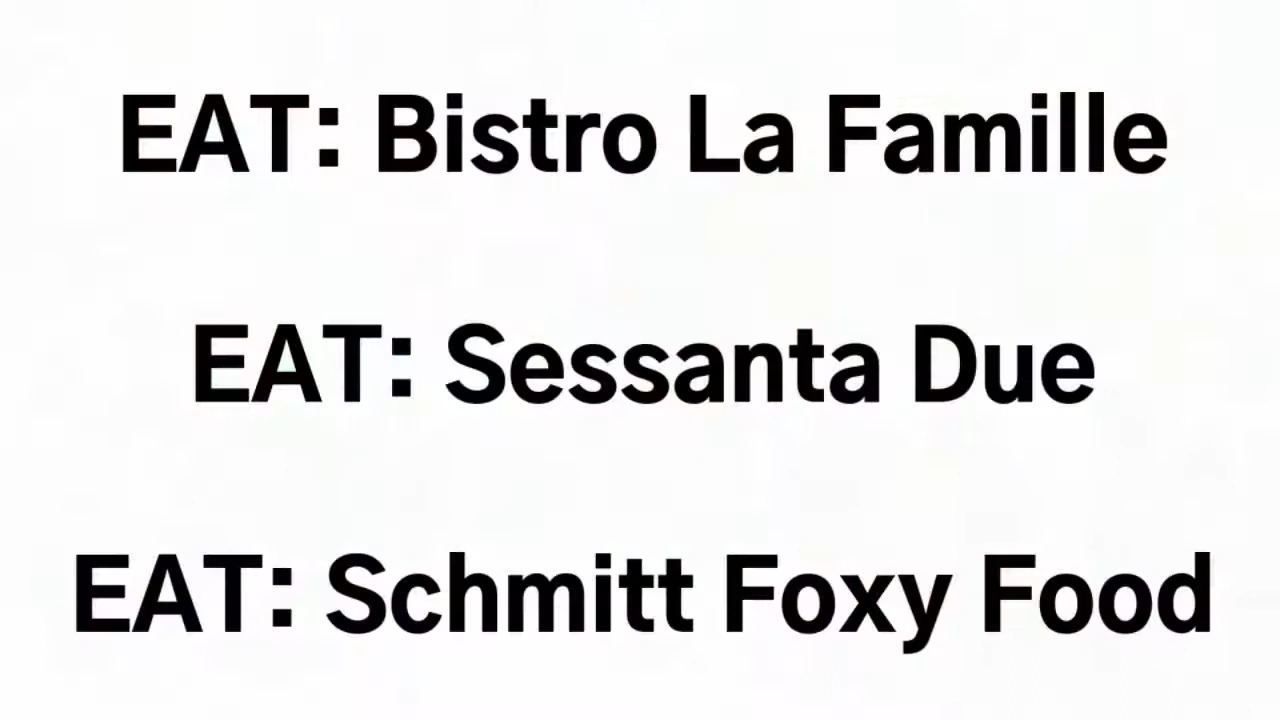 EAT: Bistro La Famille
EAT: Sessanta Due
EAT: Schmitt Foxy Food